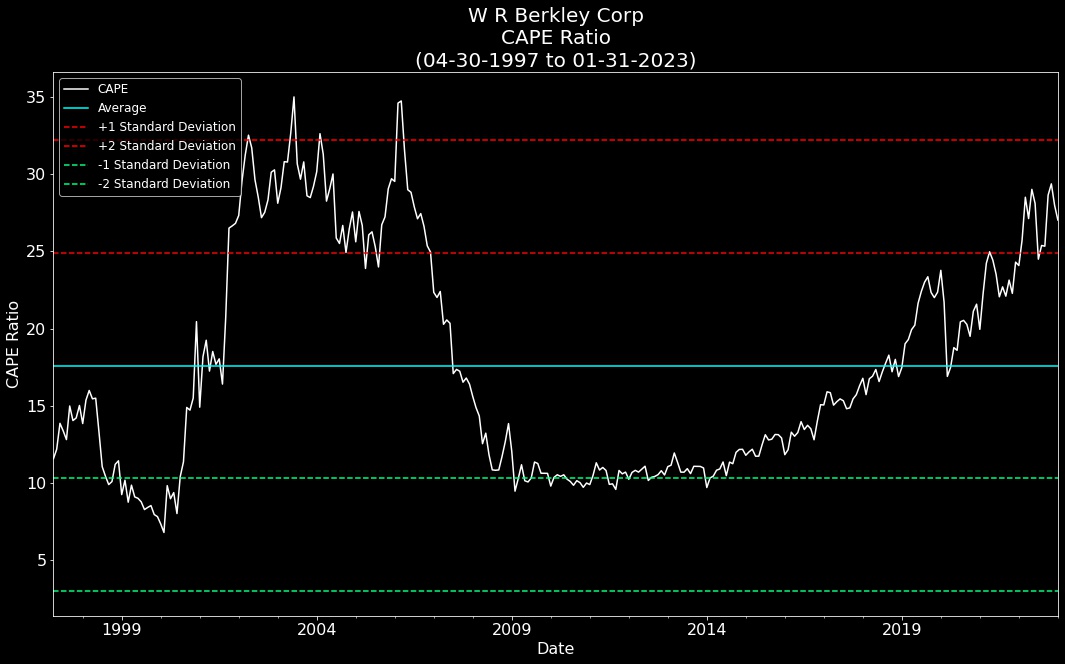 W R Berkley Corp
CAPE Ratio
(04-30-1997 to 01-31-2023)
CAPE
Average
+1 Standard Deviation
+2 Standard Deviation
-1 Standard Deviation
-2 Standard Deviation
35
30
25
20
15
10
5
CAPE Ratio
1999
2004
2009
2014
2019
Date